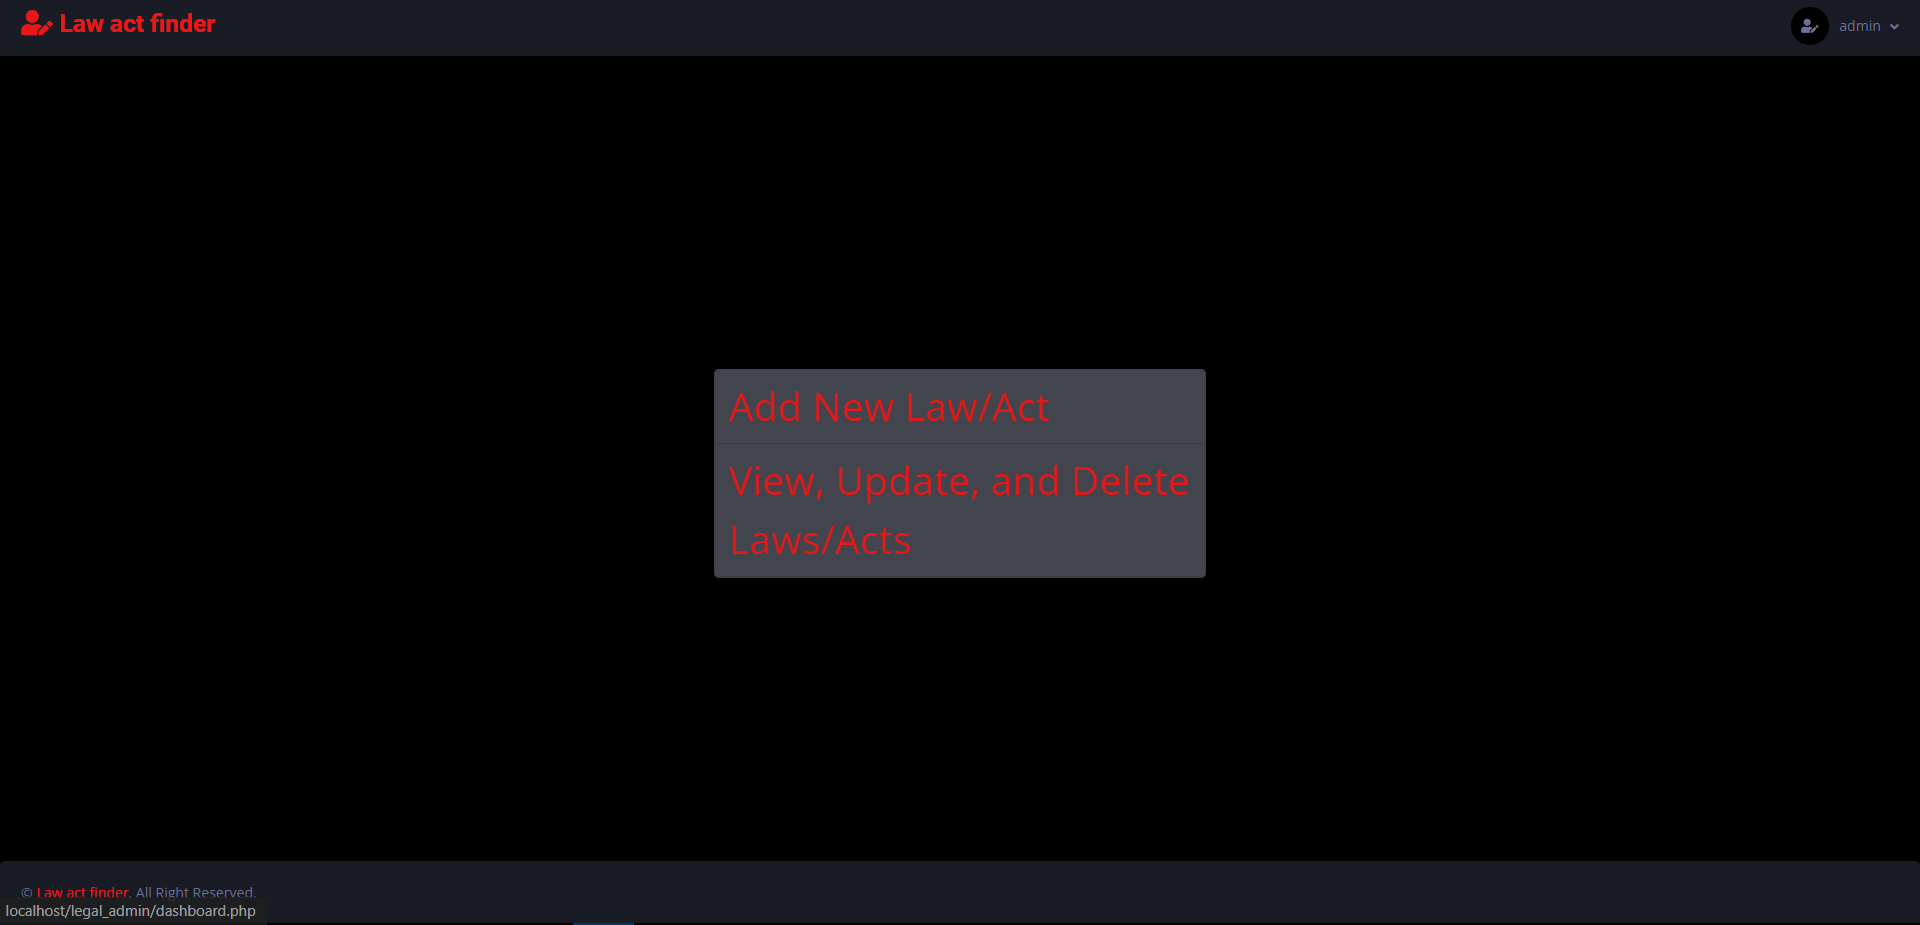 Law act finder
admin
Add New Law/Act
View, Update, and Delete
Laws/Acts
© Law act finder. All Right Reserved.
localhost/legal_admin/dashboard.php